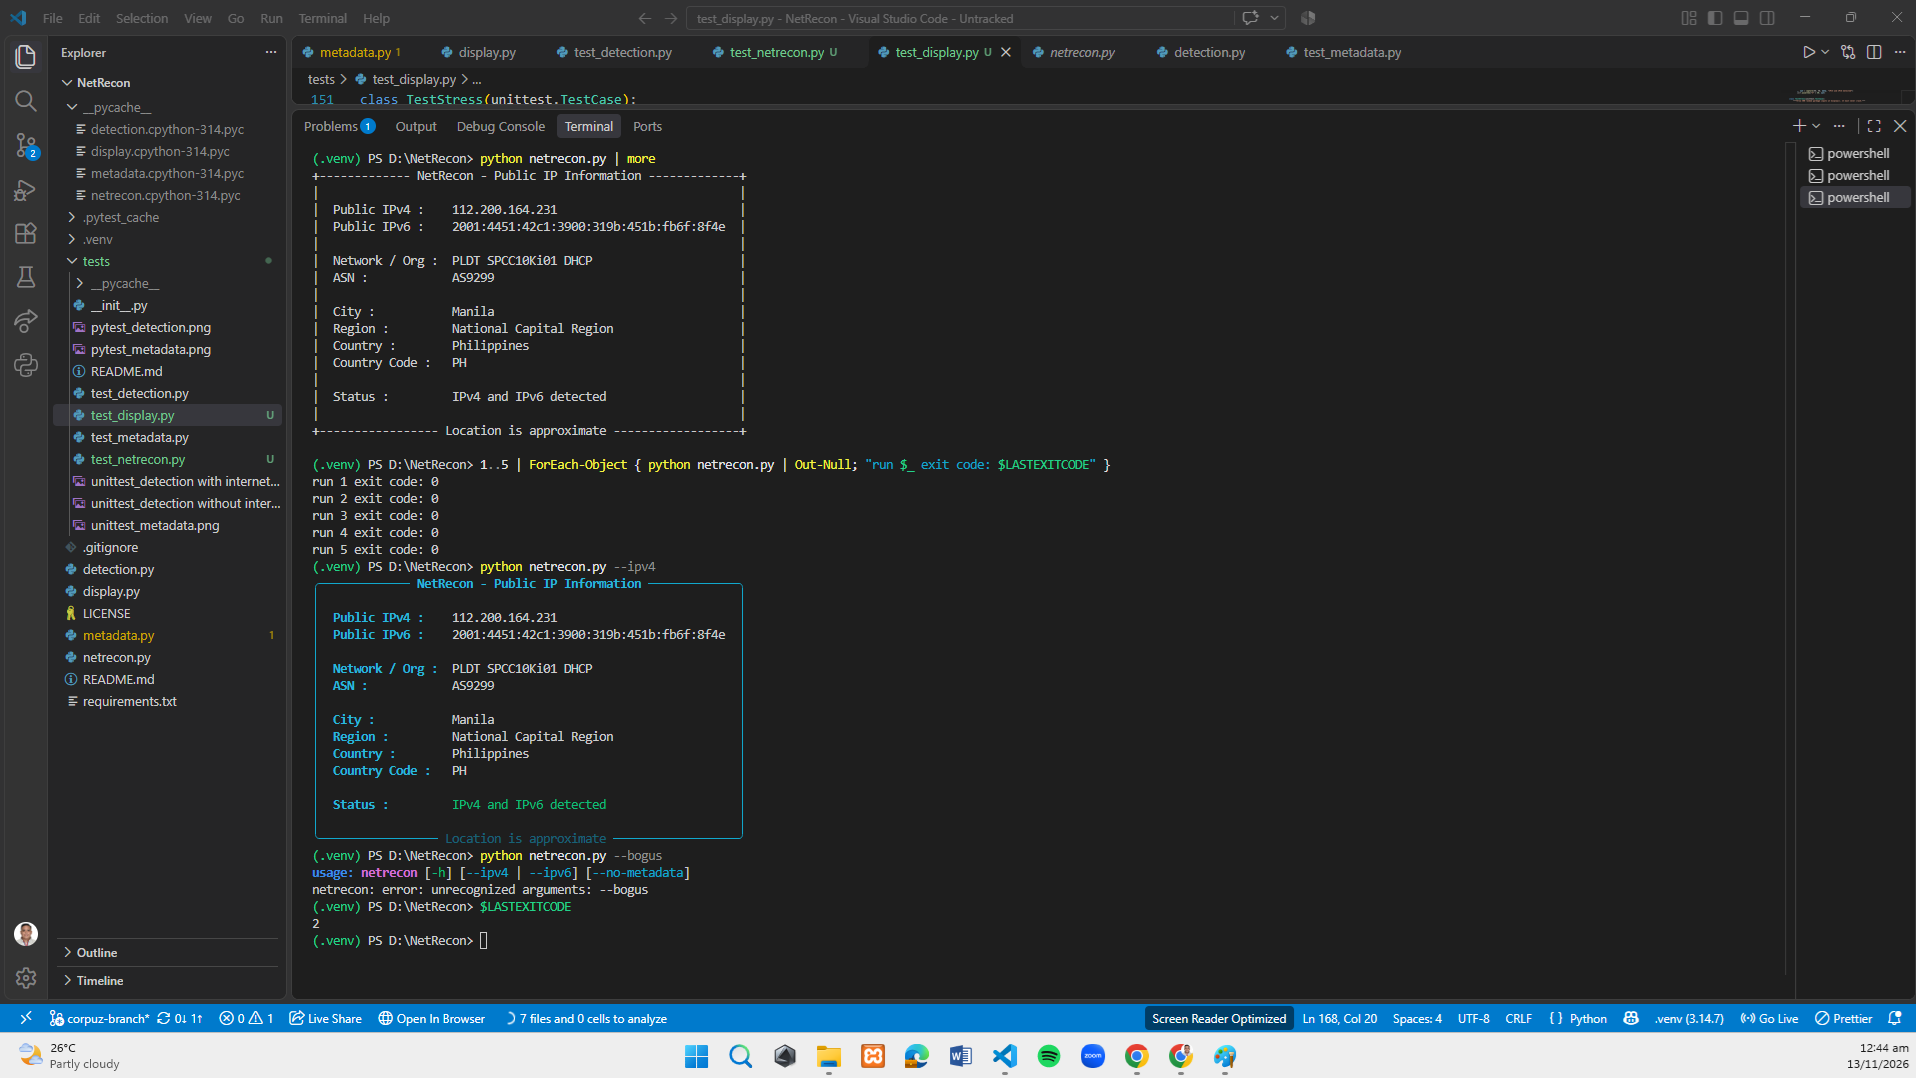 File Edit Selection View Go Run Terminal Help
test_display.py - NetRecon - Visual Studio Code - Untracked
Explorer
NetRecon
__pycache__
detection.cpython-314.pyc
display.cpython-314.pyc
metadata.cpython-314.pyc
netrecon.cpython-314.pyc
.pytest_cache
.venv
tests
__pycache__
__init__.py
pytest_detection.png
pytest_metadata.png
README.md
test_detection.py
test_display.py U
test_metadata.py
test_netrecon.py U
unittest_detection with internet...
unittest_detection without inter...
unittest_metadata.png
.gitignore
detection.py
display.py
LICENSE
metadata.py 1
netrecon.py
README.md
requirements.txt
Outline
Timeline
2
metadata.py 1 display.py test_detection.py test_netrecon.py U test_display.py U netrecon.py detection.py test_metadata.py
tests > test_display.py > ...
151 class TestStress(unittest.TestCase):
Problems 1 Output Debug Console Terminal Ports
powershell
powershell
powershell
(.venv) PS D:\NetRecon> python netrecon.py | more
+------------- NetRecon - Public IP Information -------------+
| |
| Public IPv4 : 112.200.164.231 |
| Public IPv6 : 2001:4451:42c1:3900:319b:451b:fb6f:8f4e |
| |
| Network / Org : PLDT SPCC10Ki01 DHCP |
| ASN : AS9299 |
| |
| City : Manila |
| Region : National Capital Region |
| Country : Philippines |
| Country Code : PH |
| |
| Status : IPv4 and IPv6 detected |
| |
+----------------- Location is approximate ------------------+
(.venv) PS D:\NetRecon> 1..5 | ForEach-Object { python netrecon.py | Out-Null; "run $_ exit code: $LASTEXITCODE" }
run 1 exit code: 0
run 2 exit code: 0
run 3 exit code: 0
run 4 exit code: 0
run 5 exit code: 0
(.venv) PS D:\NetRecon> python netrecon.py --ipv4
NetRecon - Public IP Information
Public IPv4 : 112.200.164.231
Public IPv6 : 2001:4451:42c1:3900:319b:451b:fb6f:8f4e
Network / Org : PLDT SPCC10Ki01 DHCP
ASN : AS9299
City : Manila
Region : National Capital Region
Country : Philippines
Country Code : PH
Status : IPv4 and IPv6 detected
Location is approximate
(.venv) PS D:\NetRecon> python netrecon.py --bogus
usage: netrecon [-h] [--ipv4 | --ipv6] [--no-metadata]
netrecon: error: unrecognized arguments: --bogus
(.venv) PS D:\NetRecon> $LASTEXITCODE
2
(.venv) PS D:\NetRecon>
corpuz-branch* 0↓ 1↑ 0 1 Live Share Open In Browser 7 files and 0 cells to analyze Screen Reader Optimized Ln 168, Col 20 Spaces: 4 UTF-8 CRLF { } Python .venv (3.14.7) Go Live Prettier
26°C
Partly cloudy
zoom
12:44 am
13/11/2026